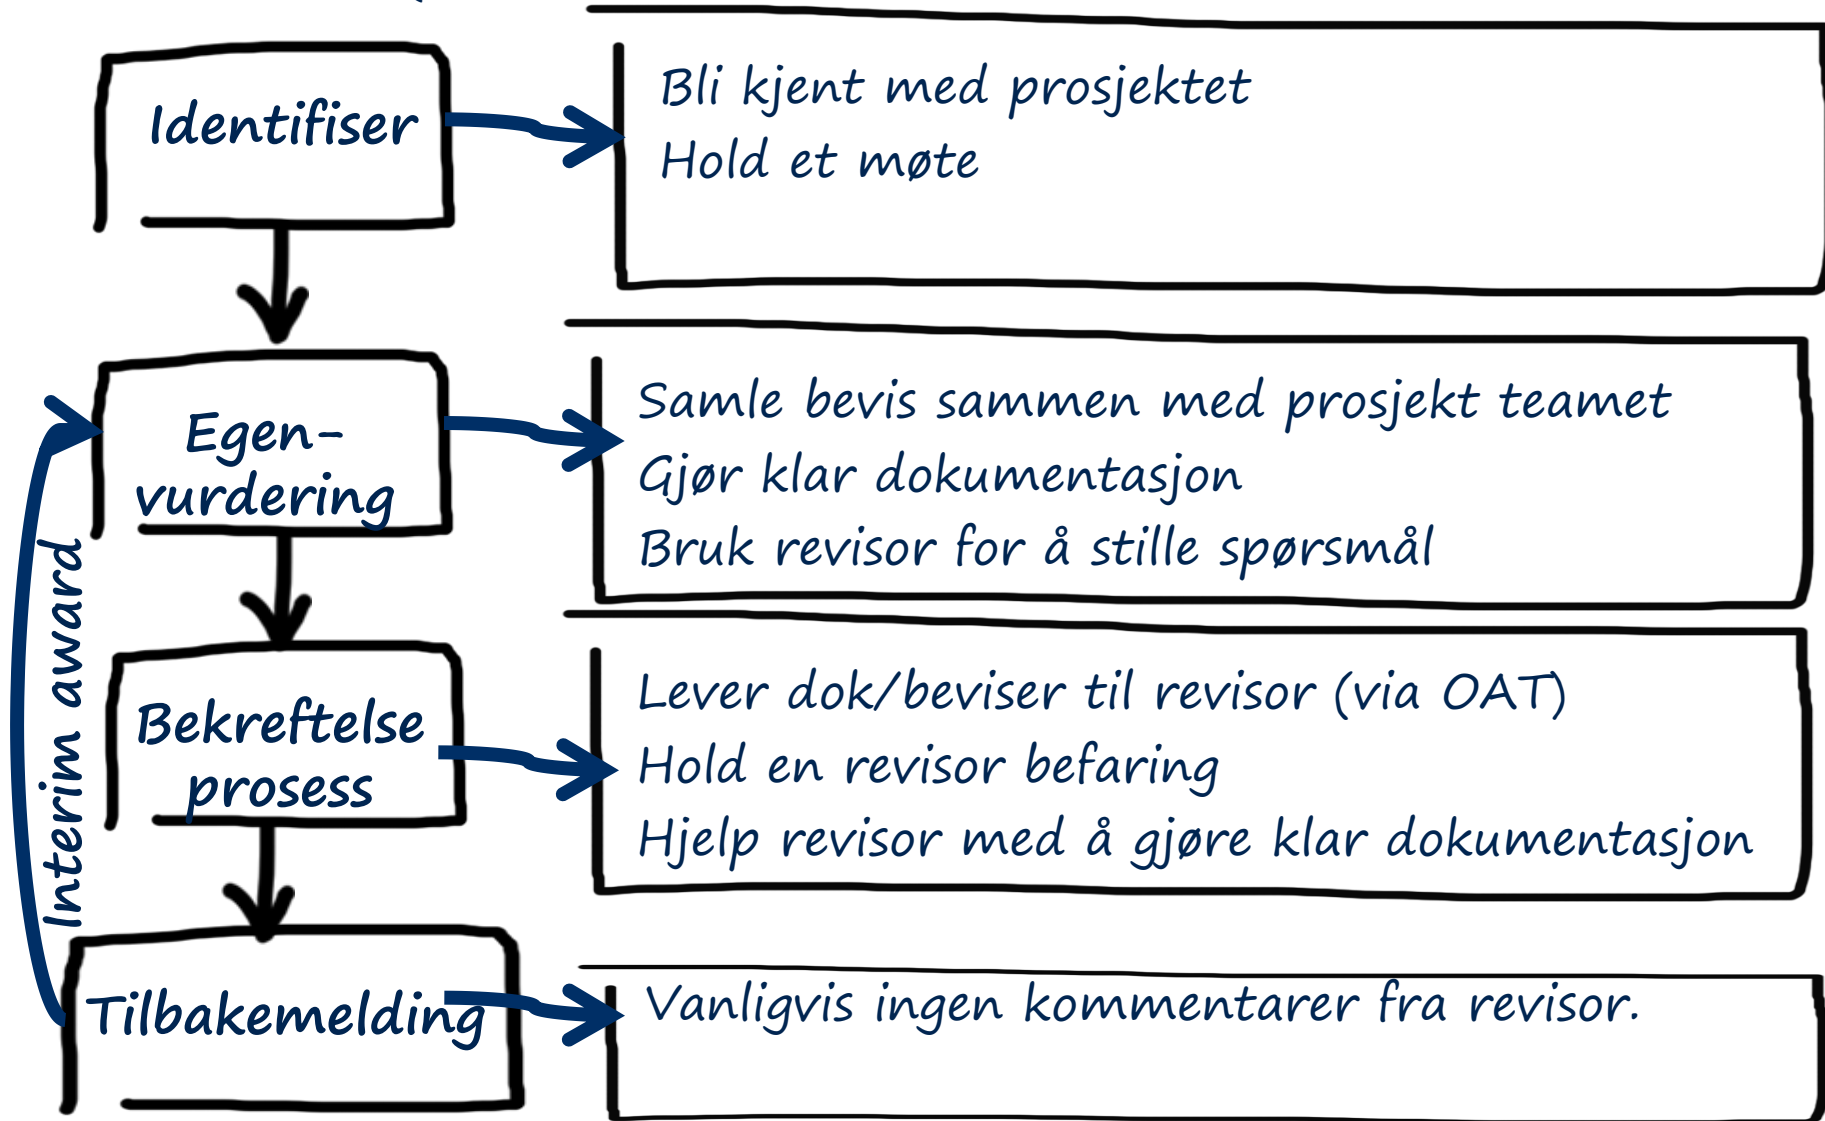 Identifiser
Bli kjent med prosjektet
Hold et møte
Egen-
vurdering
Samle bevis sammen med prosjekt teamet
Gjør klar dokumentasjon
Bruk revisor for å stille spørsmål
Interim award
Bekreftelse
prosess
Lever dok/beviser til revisor (via OAT)
Hold en revisor befaring
Hjelp revisor med å gjøre klar dokumentasjon
Tilbakemelding
Vanligvis ingen kommentarer fra revisor.